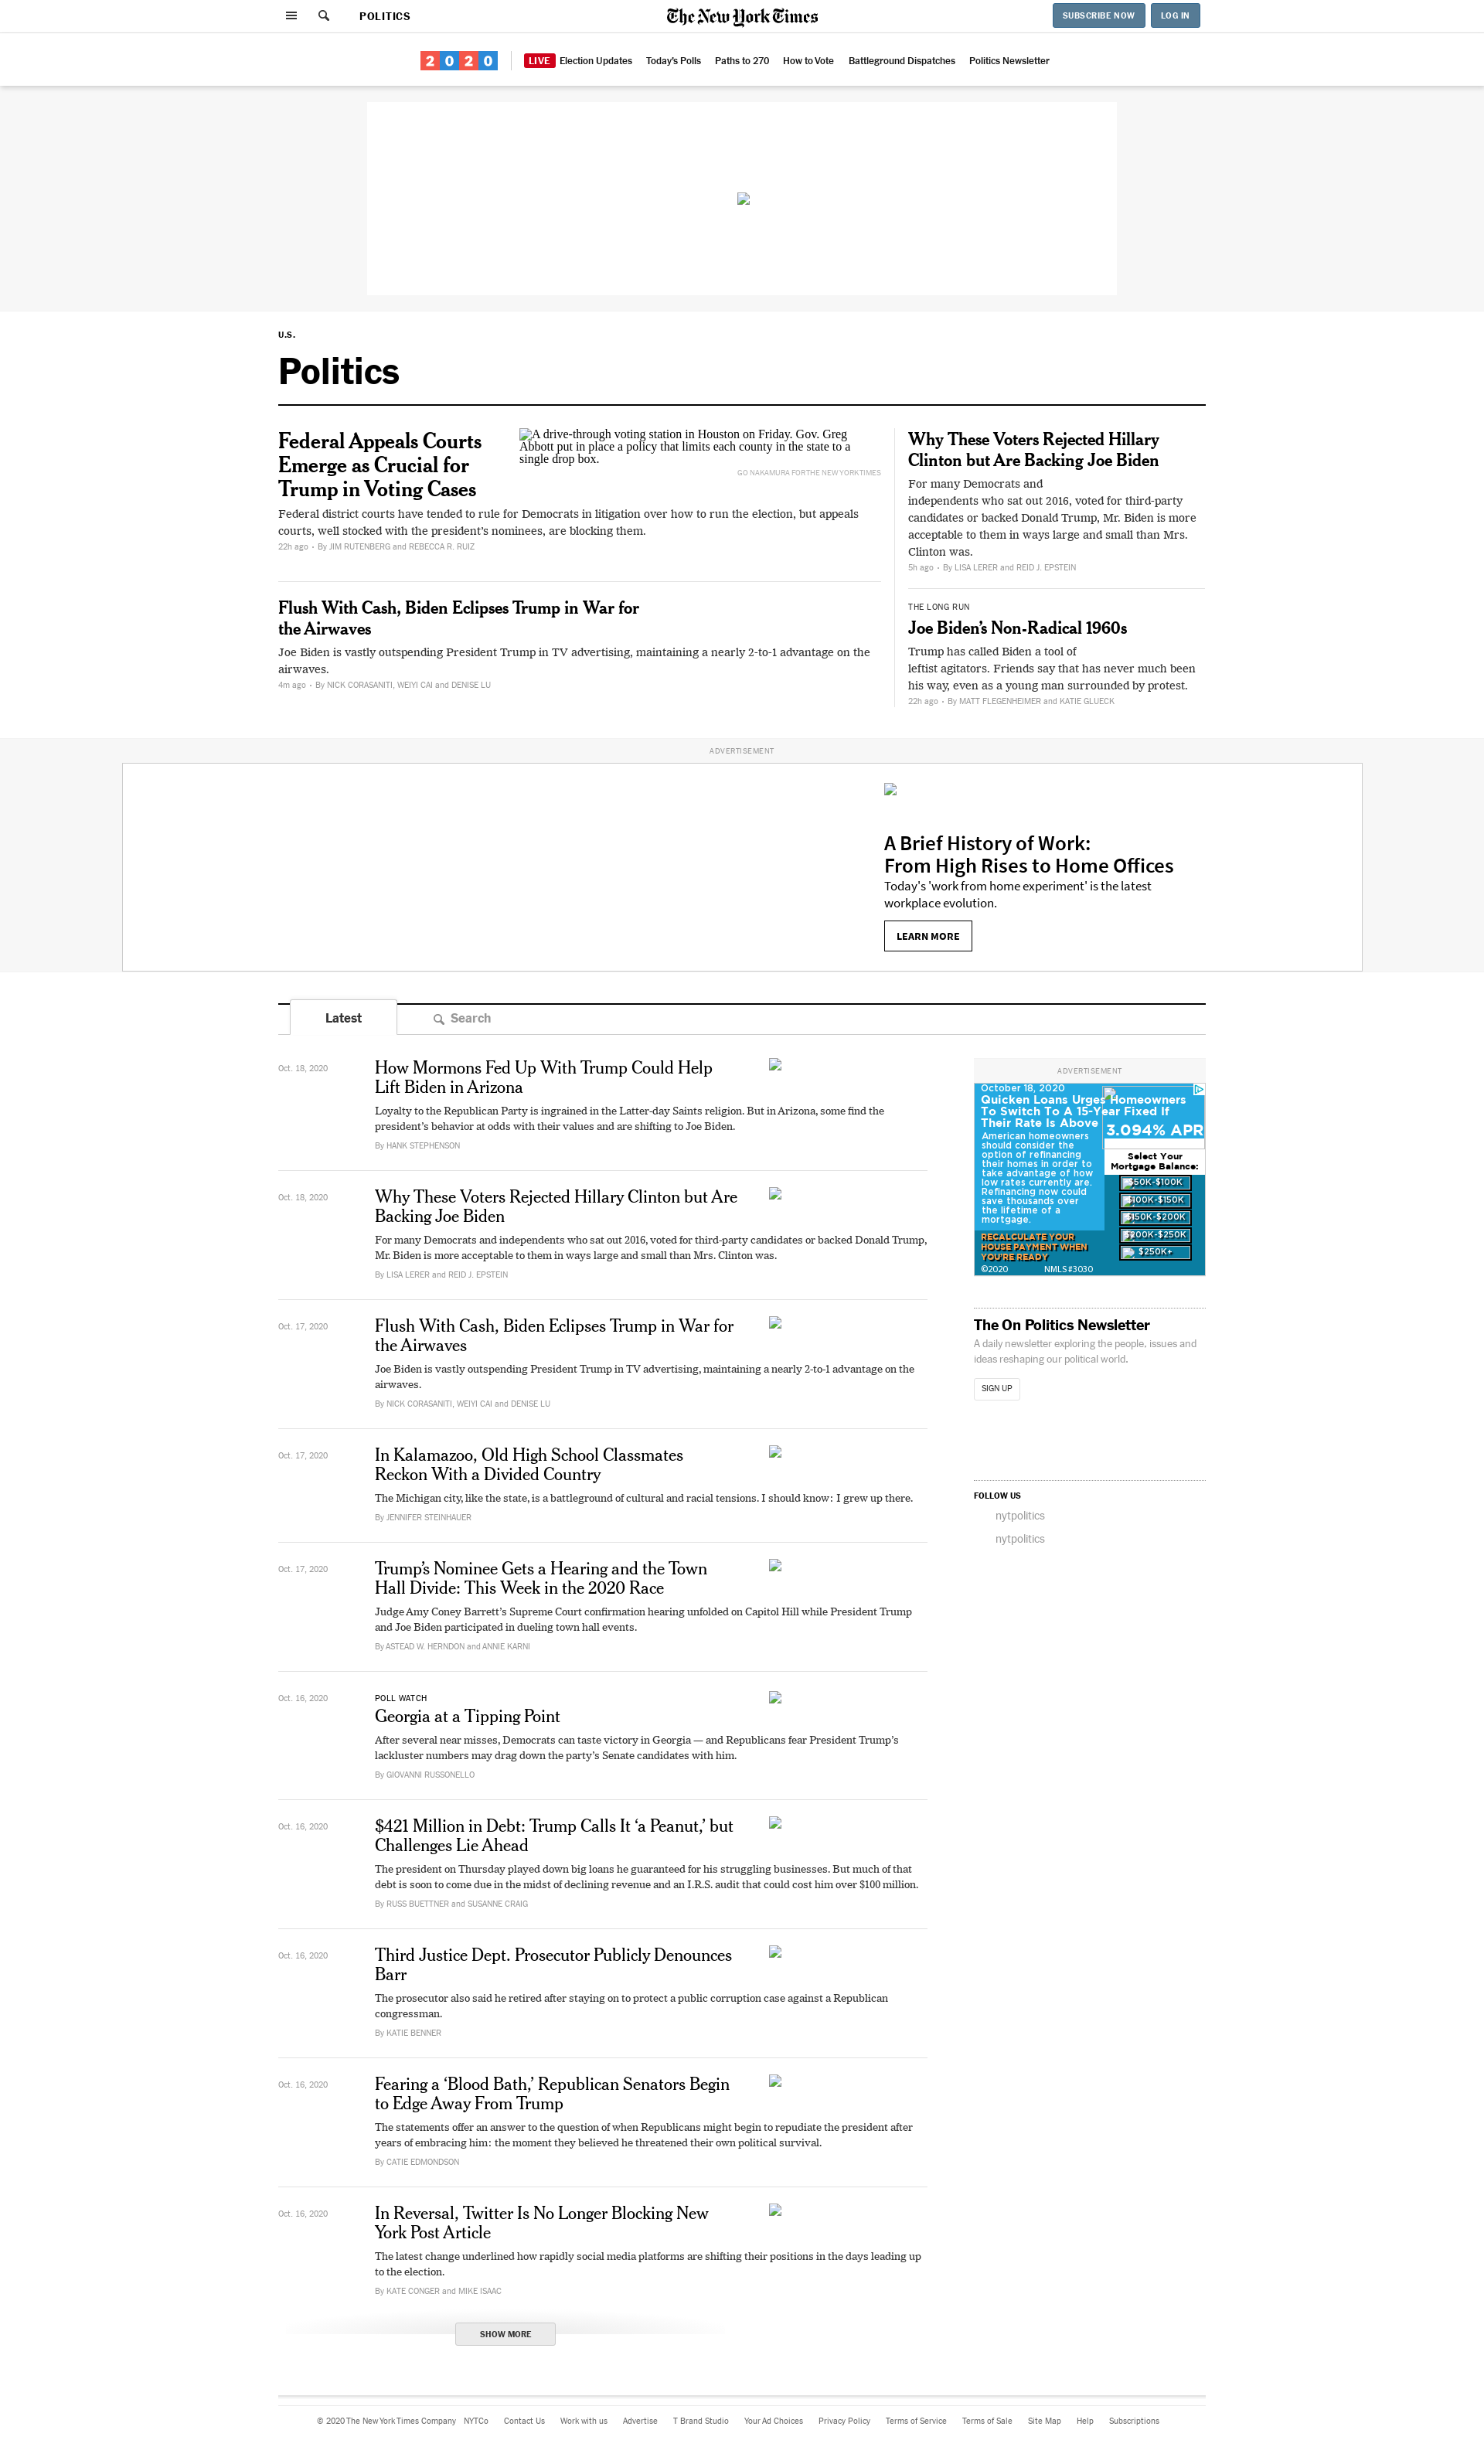 POLITICS
The New York Times
SUBSCRIBE NOW
LOG IN
2020
LIVE Election Updates
Today's Polls
Paths to 270
How to Vote
Battleground Dispatches
Politics Newsletter
U.S.
Politics
Federal Appeals Courts
Emerge as Crucial for
Trump in Voting Cases
A drive-through voting station in Houston on Friday. Gov. Greg
Abbott put in place a policy that limits each county in the state to a
single drop box.
GO NAKAMURA FOR THE NEW YORK TIMES
Federal district courts have tended to rule for Democrats in litigation over how to run the election, but appeals
courts, well stocked with the president's nominees, are blocking them.
22h ago • By JIM RUTENBERG and REBECCA R. RUIZ
Flush With Cash, Biden Eclipses Trump in War for
the Airwaves
Joe Biden is vastly outspending President Trump in TV advertising, maintaining a nearly 2-to-1 advantage on the
airwaves.
4m ago • By NICK CORASANITI, WEIYI CAI and DENISE LU
Why These Voters Rejected Hillary
Clinton but Are Backing Joe Biden
For many Democrats and
independents who sat out 2016, voted for third-party
candidates or backed Donald Trump, Mr. Biden is more
acceptable to them in ways large and small than Mrs.
Clinton was.
5h ago • By LISA LERER and REID J. EPSTEIN
THE LONG RUN
Joe Biden’s Non-Radical 1960s
Trump has called Biden a tool of
leftist agitators. Friends say that has never much been
his way, even as a young man surrounded by protest.
22h ago • By MATT FLEGENHEIMER and KATIE GLUECK
ADVERTISEMENT
A Brief History of Work:
From High Rises to Home Offices
Today's 'work from home experiment' is the latest
workplace evolution.
LEARN MORE
Latest
Search
Oct. 18, 2020
How Mormons Fed Up With Trump Could Help
Lift Biden in Arizona
Loyalty to the Republican Party is ingrained in the Latter-day Saints religion. But in Arizona, some find the
president’s behavior at odds with their values and are shifting to Joe Biden.
By HANK STEPHENSON
Oct. 18, 2020
Why These Voters Rejected Hillary Clinton but Are
Backing Joe Biden
For many Democrats and independents who sat out 2016, voted for third-party candidates or backed Donald Trump,
Mr. Biden is more acceptable to them in ways large and small than Mrs. Clinton was.
By LISA LERER and REID J. EPSTEIN
Oct. 17, 2020
Flush With Cash, Biden Eclipses Trump in War for
the Airwaves
Joe Biden is vastly outspending President Trump in TV advertising, maintaining a nearly 2-to-1 advantage on the
airwaves.
By NICK CORASANITI, WEIYI CAI and DENISE LU
Oct. 17, 2020
In Kalamazoo, Old High School Classmates
Reckon With a Divided Country
The Michigan city, like the state, is a battleground of cultural and racial tensions. I should know: I grew up there.
By JENNIFER STEINHAUER
Oct. 17, 2020
Trump’s Nominee Gets a Hearing and the Town
Hall Divide: This Week in the 2020 Race
Judge Amy Coney Barrett’s Supreme Court confirmation hearing unfolded on Capitol Hill while President Trump
and Joe Biden participated in dueling town hall events.
By ASTEAD W. HERNDON and ANNIE KARNI
Oct. 16, 2020
POLL WATCH
Georgia at a Tipping Point
After several near misses, Democrats can taste victory in Georgia — and Republicans fear President Trump’s
lackluster numbers may drag down the party’s Senate candidates with him.
By GIOVANNI RUSSONELLO
Oct. 16, 2020
$421 Million in Debt: Trump Calls It ‘a Peanut,’ but
Challenges Lie Ahead
The president on Thursday played down big loans he guaranteed for his struggling businesses. But much of that
debt is soon to come due in the midst of declining revenue and an I.R.S. audit that could cost him over $100 million.
By RUSS BUETTNER and SUSANNE CRAIG
Oct. 16, 2020
Third Justice Dept. Prosecutor Publicly Denounces
Barr
The prosecutor also said he retired after staying on to protect a public corruption case against a Republican
congressman.
By KATIE BENNER
Oct. 16, 2020
Fearing a ‘Blood Bath,’ Republican Senators Begin
to Edge Away From Trump
The statements offer an answer to the question of when Republicans might begin to repudiate the president after
years of embracing him: the moment they believed he threatened their own political survival.
By CATIE EDMONDSON
Oct. 16, 2020
In Reversal, Twitter Is No Longer Blocking New
York Post Article
The latest change underlined how rapidly social media platforms are shifting their positions in the days leading up
to the election.
By KATE CONGER and MIKE ISAAC
SHOW MORE
ADVERTISEMENT
October 18, 2020
Quicken Loans Urges Homeowners
To Switch To A 15-Year Fixed If
Their Rate Is Above 3.094% APR
American homeowners
should consider the
option of refinancing
their homes in order to
take advantage of how
low rates currently are.
Refinancing now could
save thousands over
the lifetime of a
mortgage.
Select Your
Mortgage Balance:
$50K-$100K
$100K-$150K
$150K-$200K
$200K-$250K
$250K+
RECALCULATE YOUR
HOUSE PAYMENT WHEN
YOU'RE READY
©2020 NMLS#3030
The On Politics Newsletter
A daily newsletter exploring the people, issues and
ideas reshaping our political world.
SIGN UP
FOLLOW US
nytpolitics
nytpolitics
© 2020 The New York Times Company
NYTCo
Contact Us
Work with us
Advertise
T Brand Studio
Your Ad Choices
Privacy Policy
Terms of Service
Terms of Sale
Site Map
Help
Subscriptions